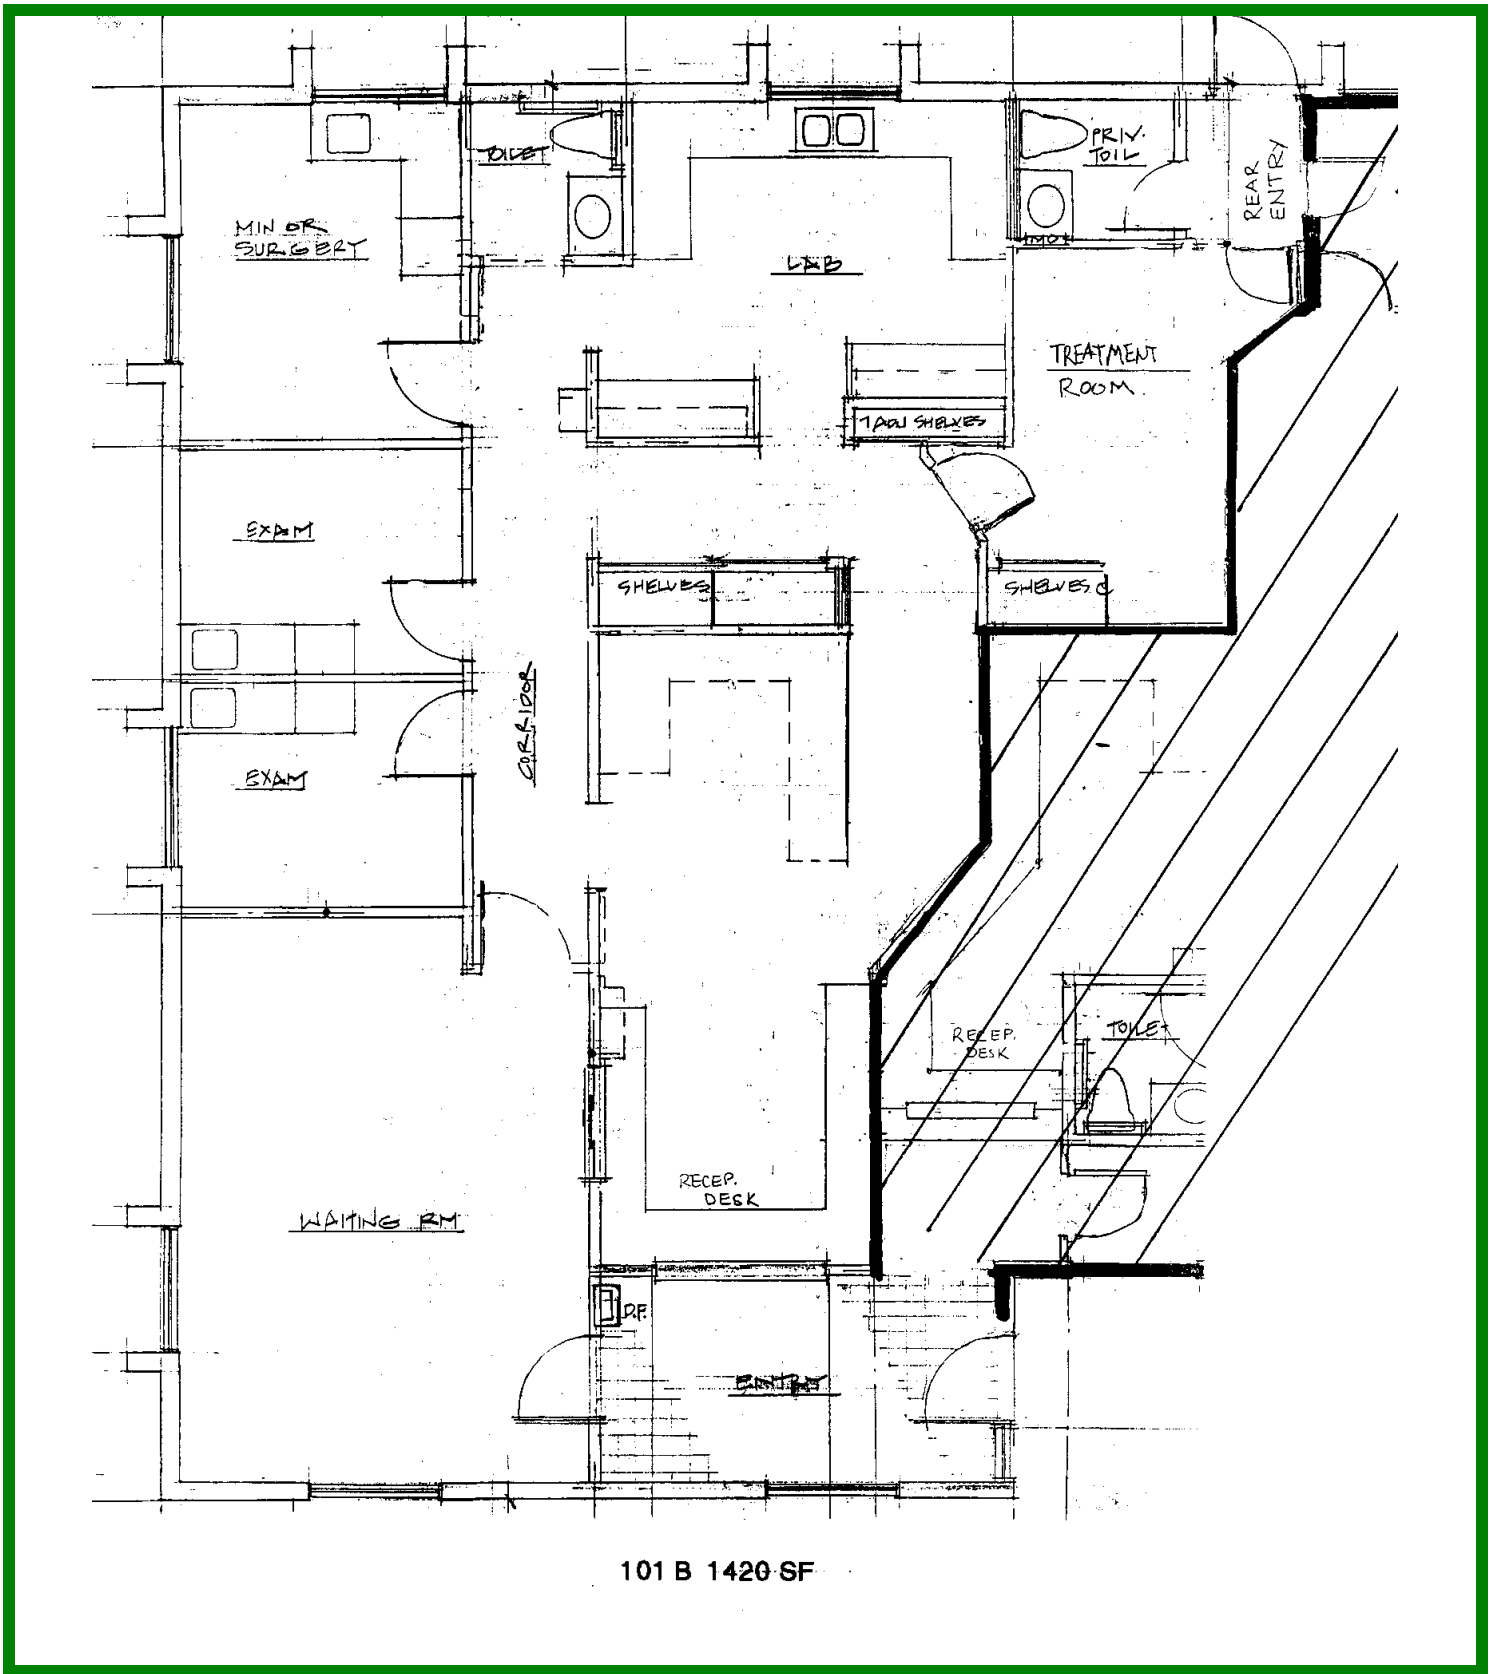 TOILET
PRIV.
TOIL
REAR
ENTRY
MINOR
SURGERY
LAB
MO
TREATMENT
ROOM
SHELVES
EXAM
SHELVES
SHELVES
CORRIDOR
EXAM
RECEP.
DESK
TOILET
RECEP.
DESK
WAITING RM
D.F.
ENTRY
101 B 1420 SF